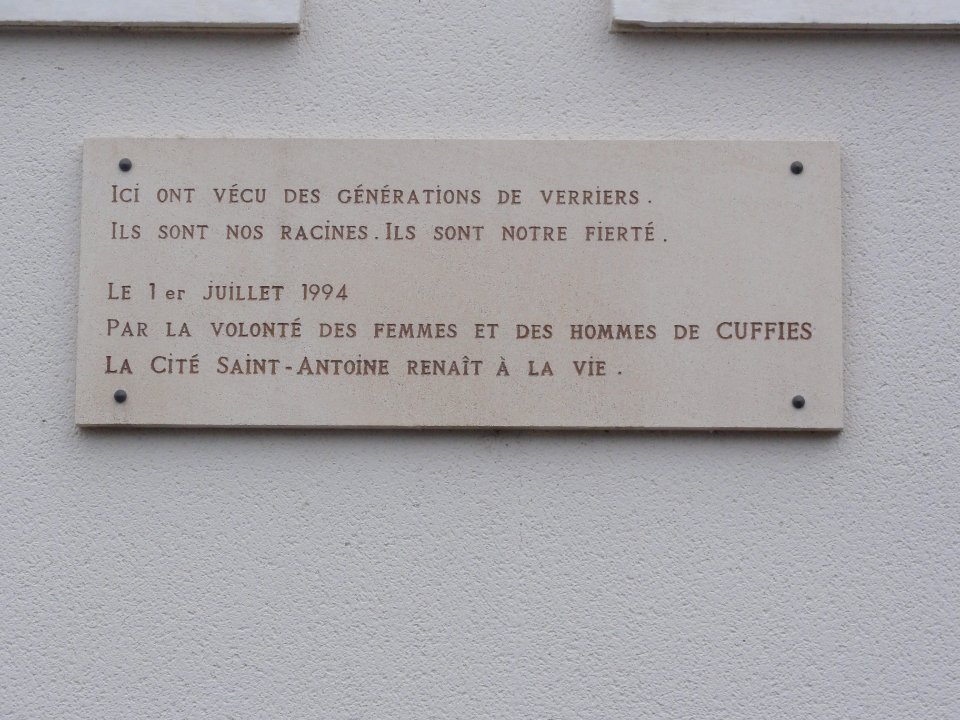 ICI ONT VÉCU DES GÉNÉRATIONS DE VERRIERS.
ILS SONT NOS RACINES. ILS SONT NOTRE FIERTÉ.
LE 1er JUILLET 1994
PAR LA VOLONTÉ DES FEMMES ET DES HOMMES DE CUFFIES
LA CITÉ SAINT-ANTOINE RENAÎT À LA VIE.